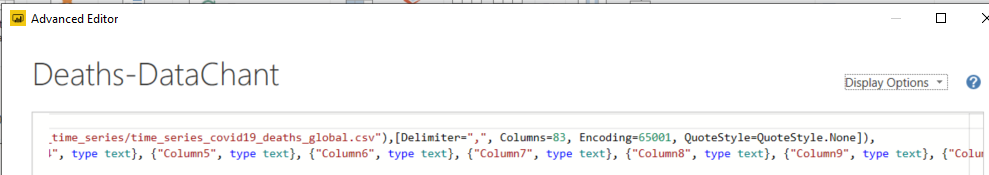 Advanced Editor
Deaths-DataChant
Display Options
?
_time_series/time_series_covid19_deaths_global.csv"),[Delimiter=",", Columns=83, Encoding=65001, QuoteStyle=QuoteStyle.None]),
", type text}, {"Column5", type text}, {"Column6", type text}, {"Column7", type text}, {"Column8", type text}, {"Column9", type text}, {"Colum